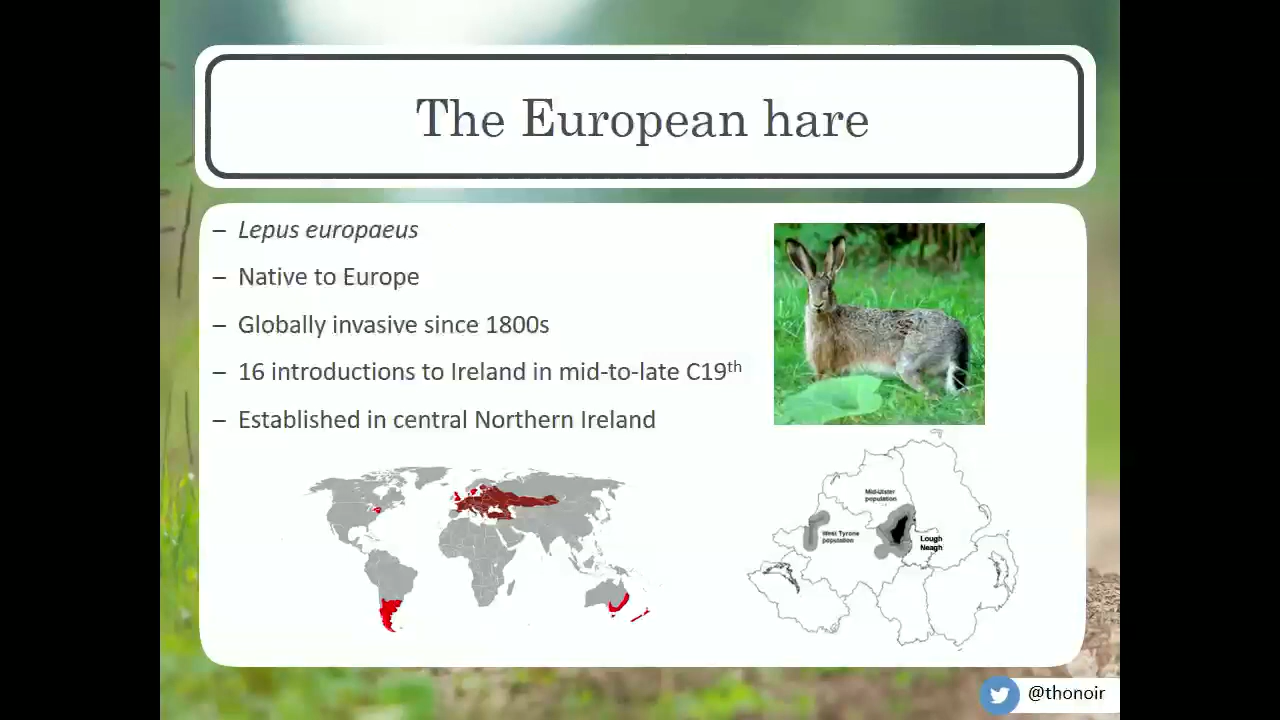 The European hare
– Lepus europaeus
– Native to Europe
– Globally invasive since 1800s
– 16 introductions to Ireland in mid-to-late C19th
– Established in central Northern Ireland
Mid-Ulster
population
West Tyrone
population
Lough
Neagh
@thonoir